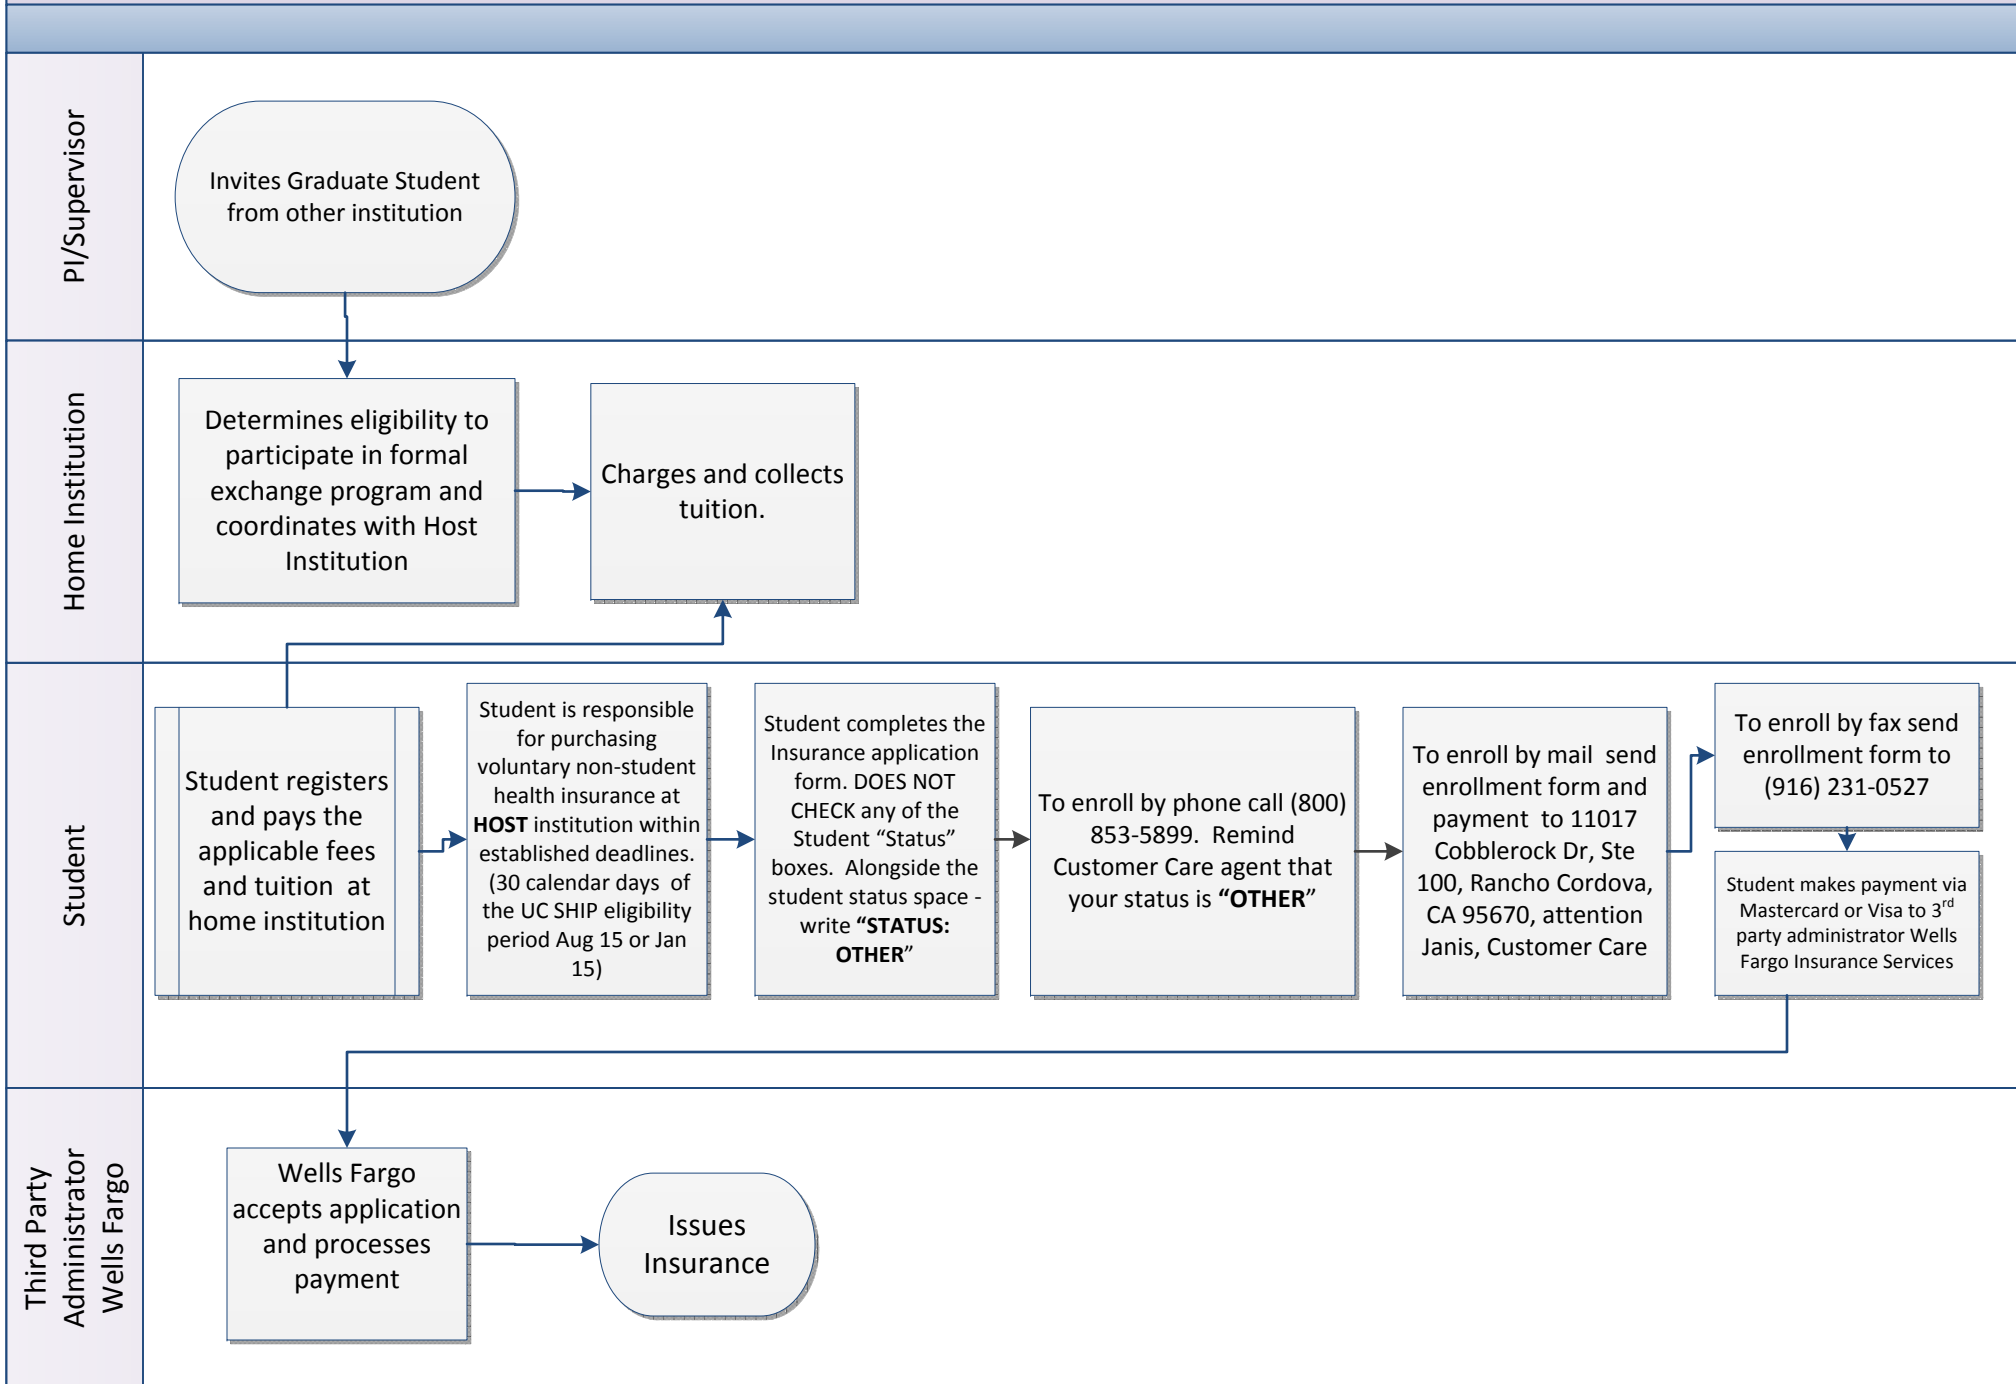 PI/Supervisor
Invites Graduate Student
from other institution
Home Institution
Determines eligibility to
participate in formal
exchange program and
coordinates with Host
Institution
Charges and collects
tuition.
Student
Student registers
and pays the
applicable fees
and tuition at
home institution
Student is responsible
for purchasing
voluntary non-student
health insurance at
HOST institution within
established deadlines.
(30 calendar days of
the UC SHIP eligibility
period Aug 15 or Jan
15)
Student completes the
Insurance application
form. DOES NOT
CHECK any of the
Student “Status”
boxes. Alongside the
student status space -
write “STATUS:
OTHER”
To enroll by phone call (800)
853-5899. Remind
Customer Care agent that
your status is “OTHER”
To enroll by mail send
enrollment form and
payment to 11017
Cobblerock Dr, Ste
100, Rancho Cordova,
CA 95670, attention
Janis, Customer Care
To enroll by fax send
enrollment form to
(916) 231-0527
Student makes payment via
Mastercard or Visa to 3rd
party administrator Wells
Fargo Insurance Services
Third Party
Administrator
Wells Fargo
Wells Fargo
accepts application
and processes
payment
Issues
Insurance